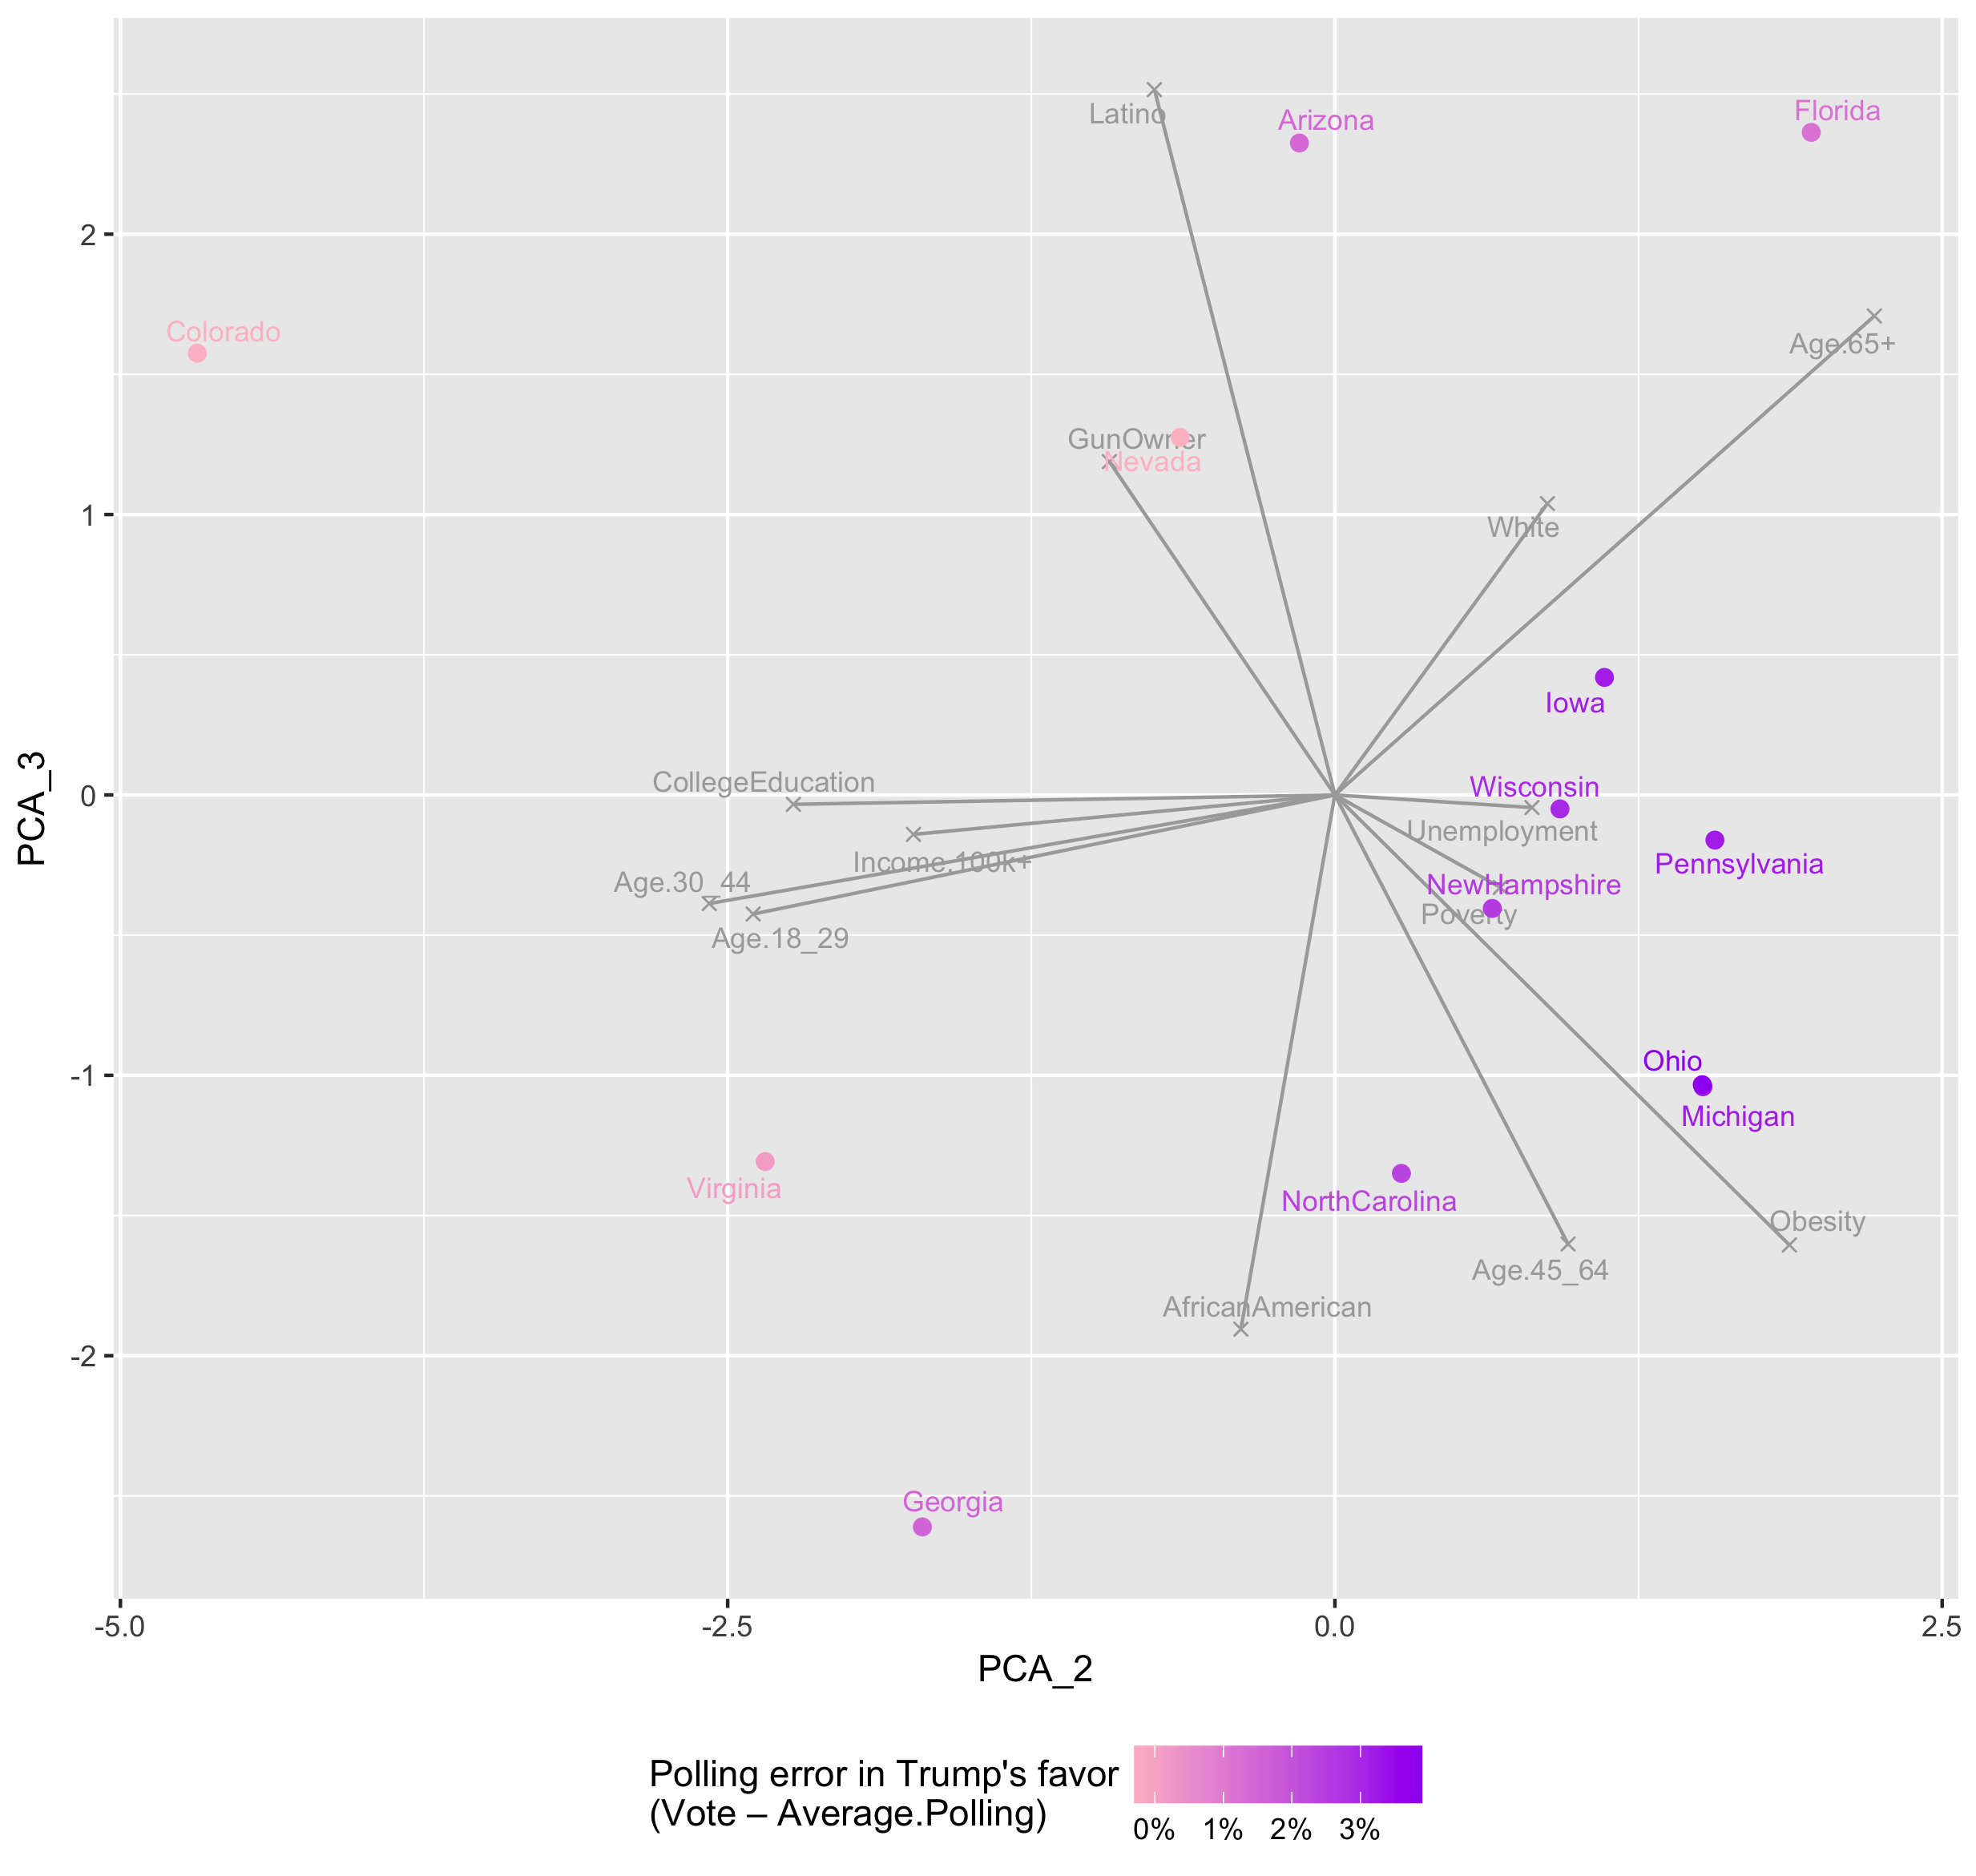 Latino
Arizona
Florida
2
Colorado
Age.65+
GunOwner
Nevada
1
White
Iowa
PCA_3
0
CollegeEducation
Wisconsin
Unemployment
Income.100k+
Pennsylvania
Age.30_44
NewHampshire
Poverty
Age.18_29
-1
Ohio
Michigan
Virginia
NorthCarolina
Obesity
Age.45_64
AfricanAmerican
-2
Georgia
-5.0
-2.5
0.0
2.5
PCA_2
Polling error in Trump's favor
(Vote – Average.Polling)
0%
1%
2%
3%